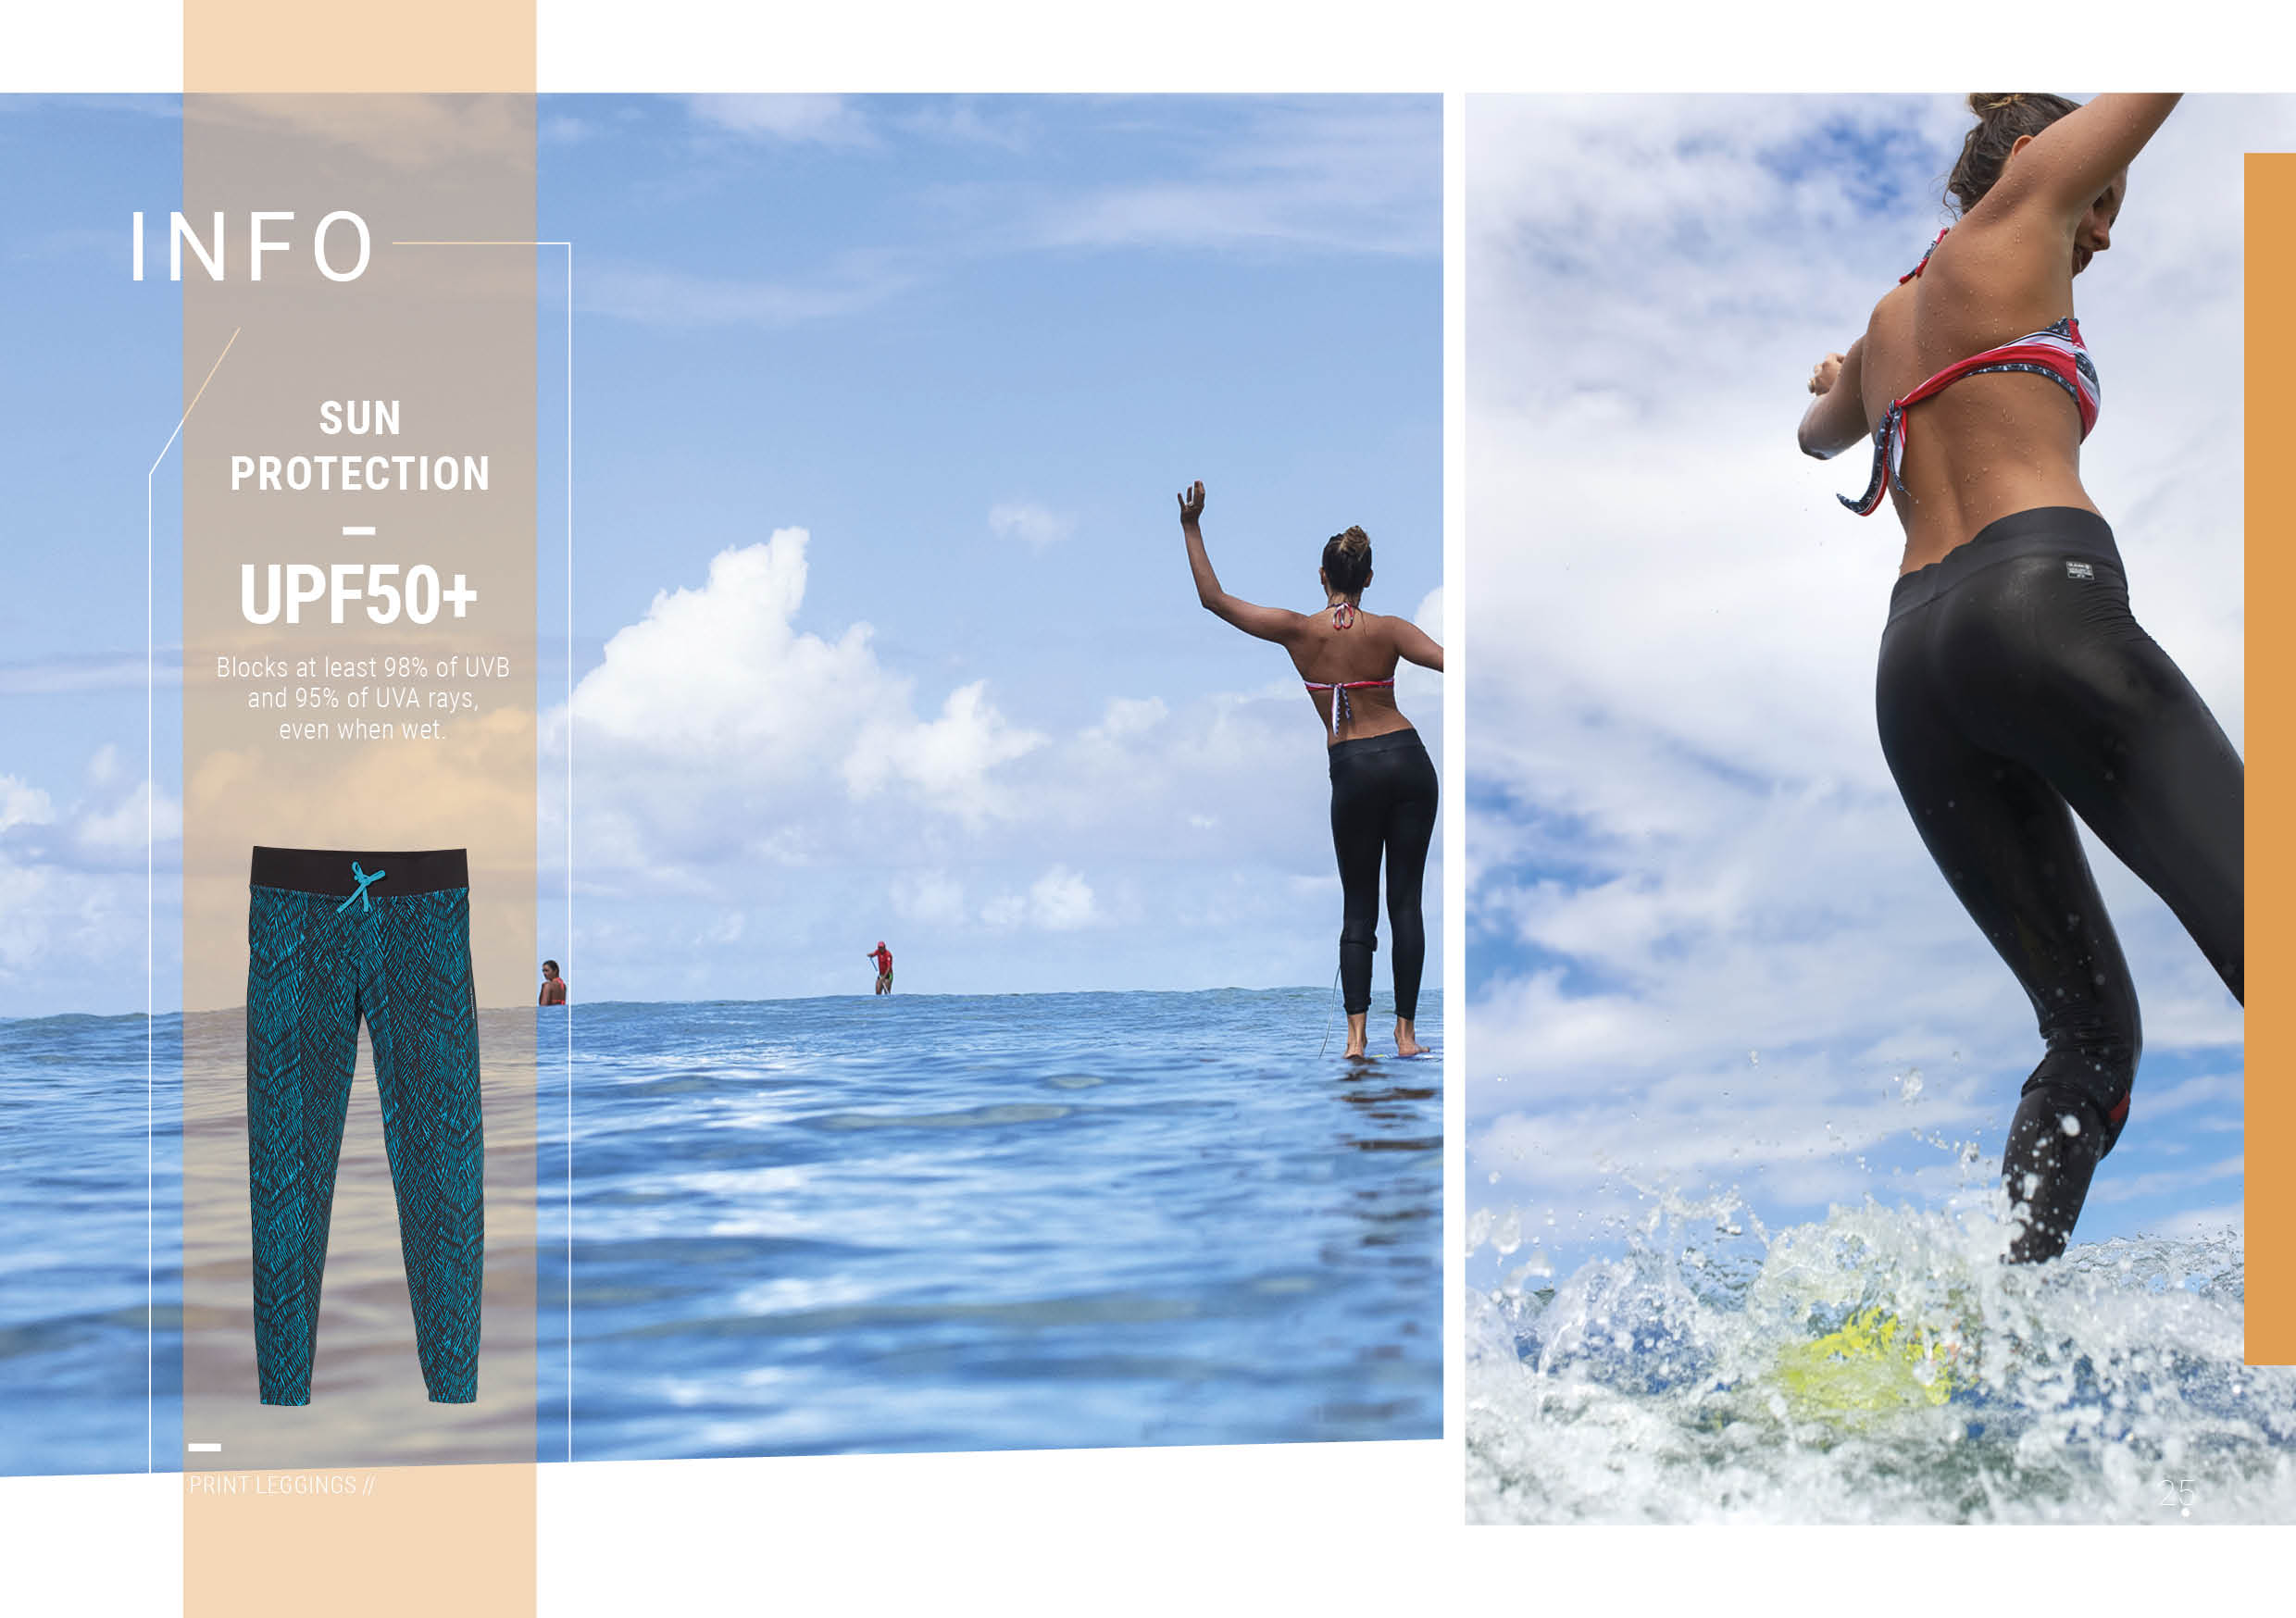 INFO
SUN
PROTECTION
UPF50+
Blocks at least 98% of UVB
and 95% of UVA rays,
even when wet.
PRINT LEGGINGS //
25